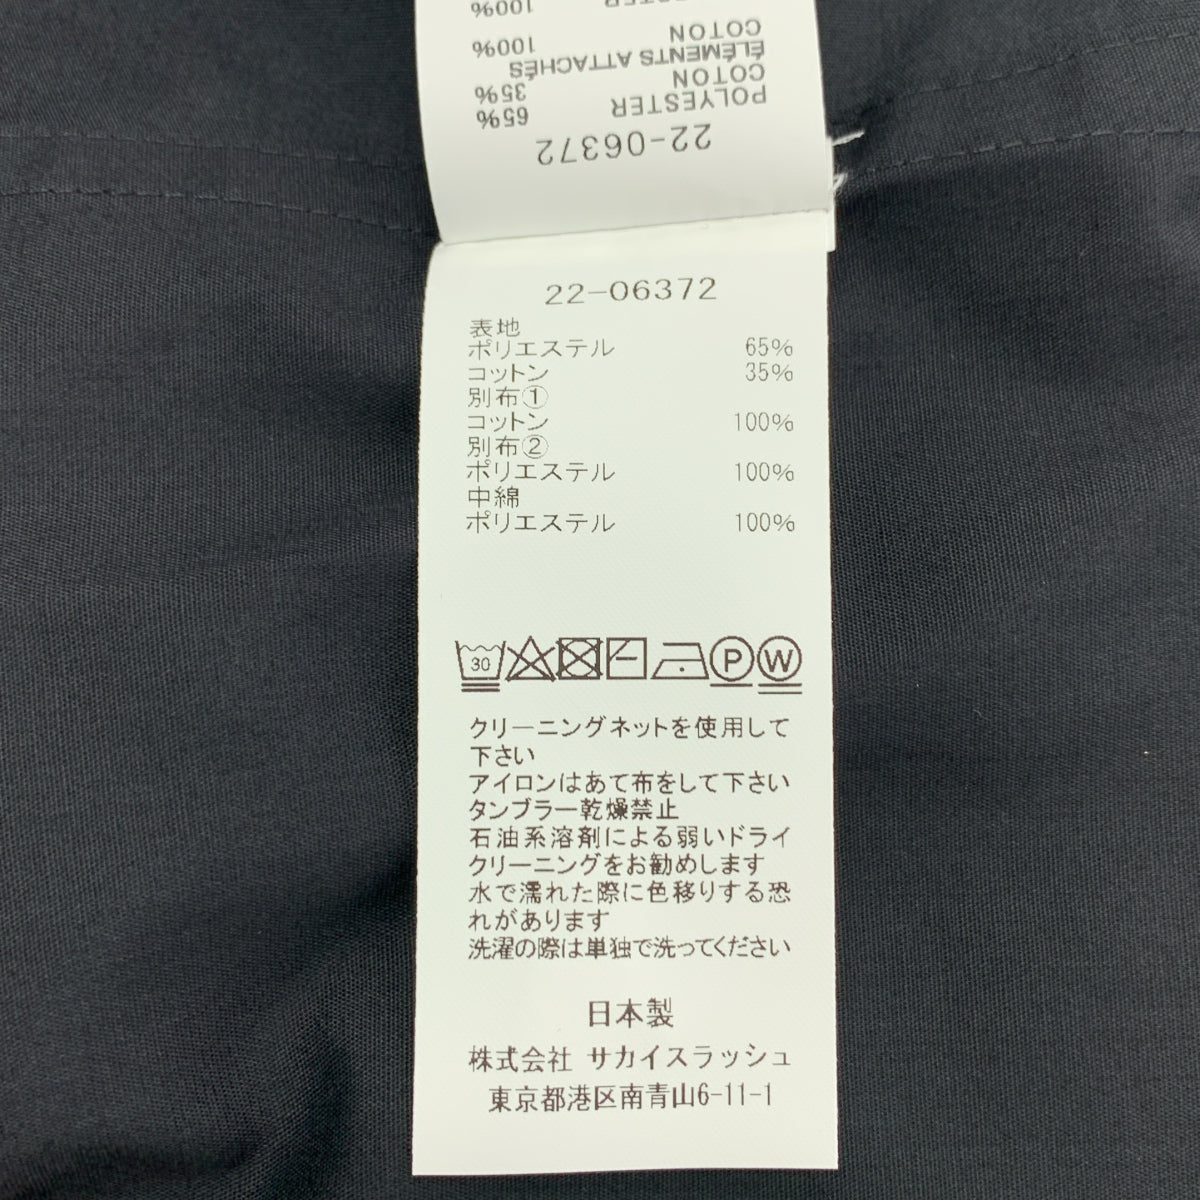 100%
COTON 100%
ÉLÉMENTS ATTACHÉS
COTON 35%
POLYESTER 65%
22-06372
22-06372
表地
ポリエステル 65%
コットン 35%
別布①
コットン 100%
別布②
ポリエステル 100%
中綿
ポリエステル 100%
30 P W
クリーニングネットを使用して
下さい
アイロンはあて布をして下さい
タンブラー乾燥禁止
石油系溶剤による弱いドライ
クリーニングをお勧めします
水で濡れた際に色移りする恐
れがあります
洗濯の際は単独で洗ってください
日本製
株式会社 サカイスラッシュ
東京都港区南青山6-11-1